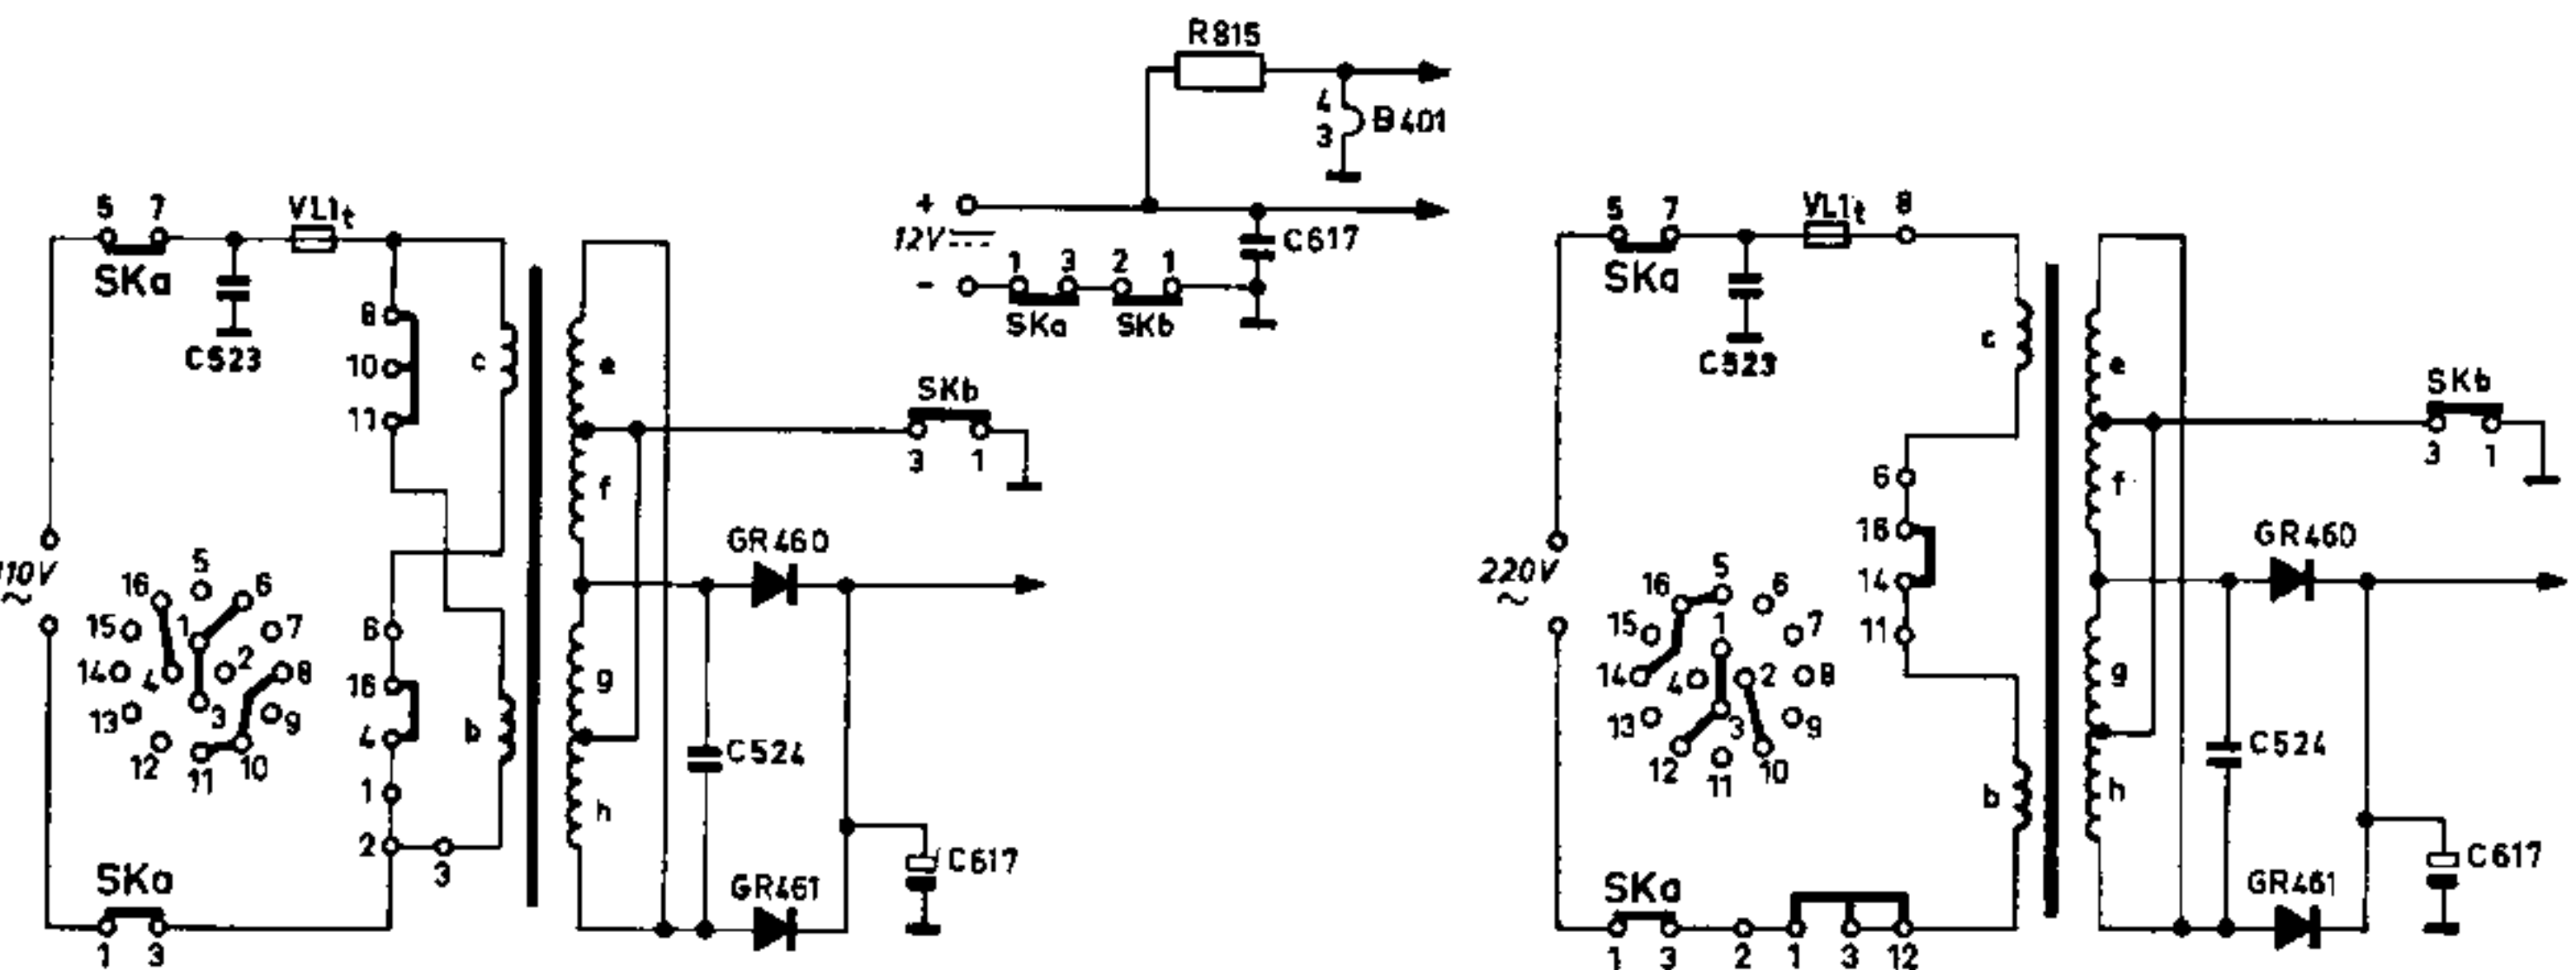 R815
4
3
B401
+
12V
C617
-
1 3 2 1
SKa SKb
5 7
SKa
VL1t
C523
8
10
11
c
e
f
SKb
3 1
110V
~
5
16 6
15 1 7
14 4 2 8
13 3 9
12 11 10
6
16
4
1
2
3
b
g
h
GR460
C524
GR461
C617
SKa
1 3
5 7
SKa
VL1t
8
C523
c
e
f
SKb
3 1
220V
~
6
16
14
11
5
16 6
15 1 7
14 4 2 8
13 3 9
12 11 10
b
g
h
GR460
C524
GR461
C617
SKa
1 3 2 1 3 12